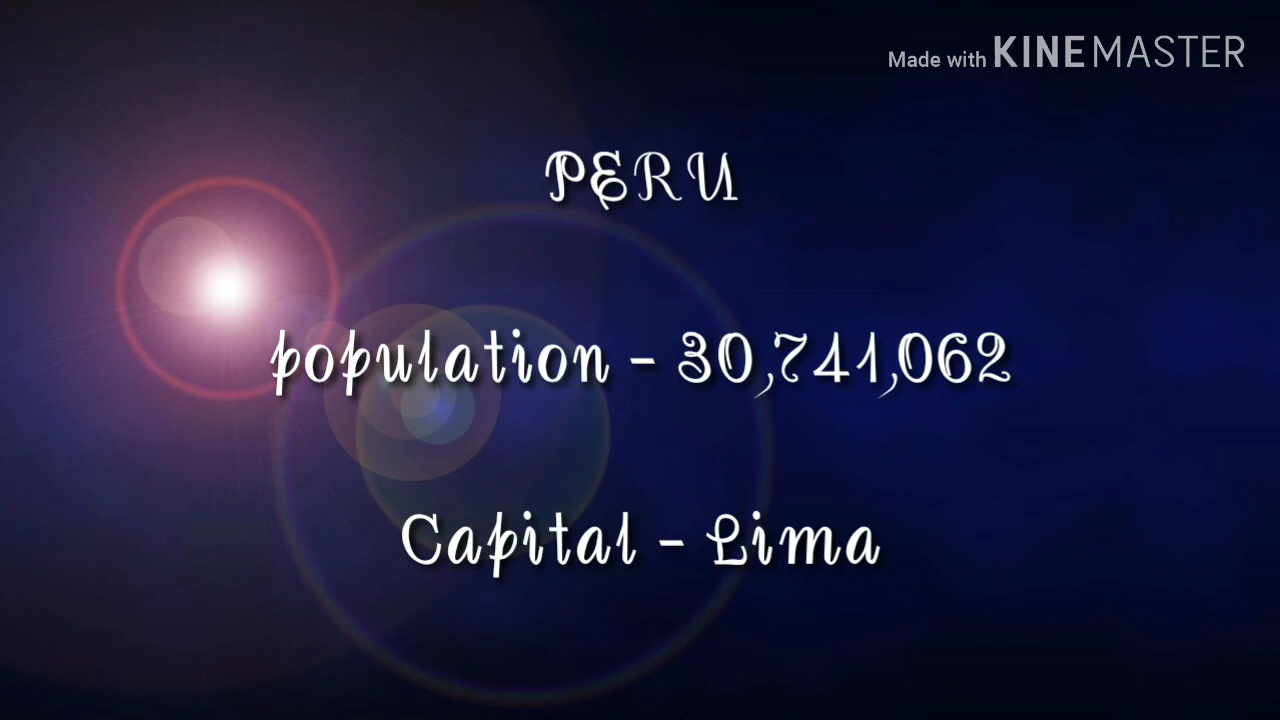 Made with KINEMASTER
PERU
population - 30,741,062
Capital - Lima